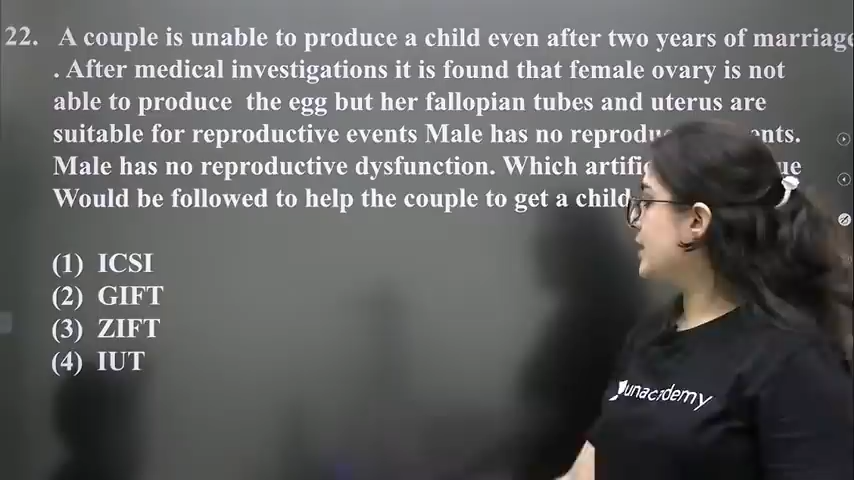 22. A couple is unable to produce a child even after two years of marriage
. After medical investigations it is found that female ovary is not
able to produce the egg but her fallopian tubes and uterus are
suitable for reproductive events Male has no
Male has no reproductive dysfunction. Which
Would be followed to help the couple to get a child
(1) ICSI
(2) GIFT
(3) ZIFT
(4) IUT
unacademy